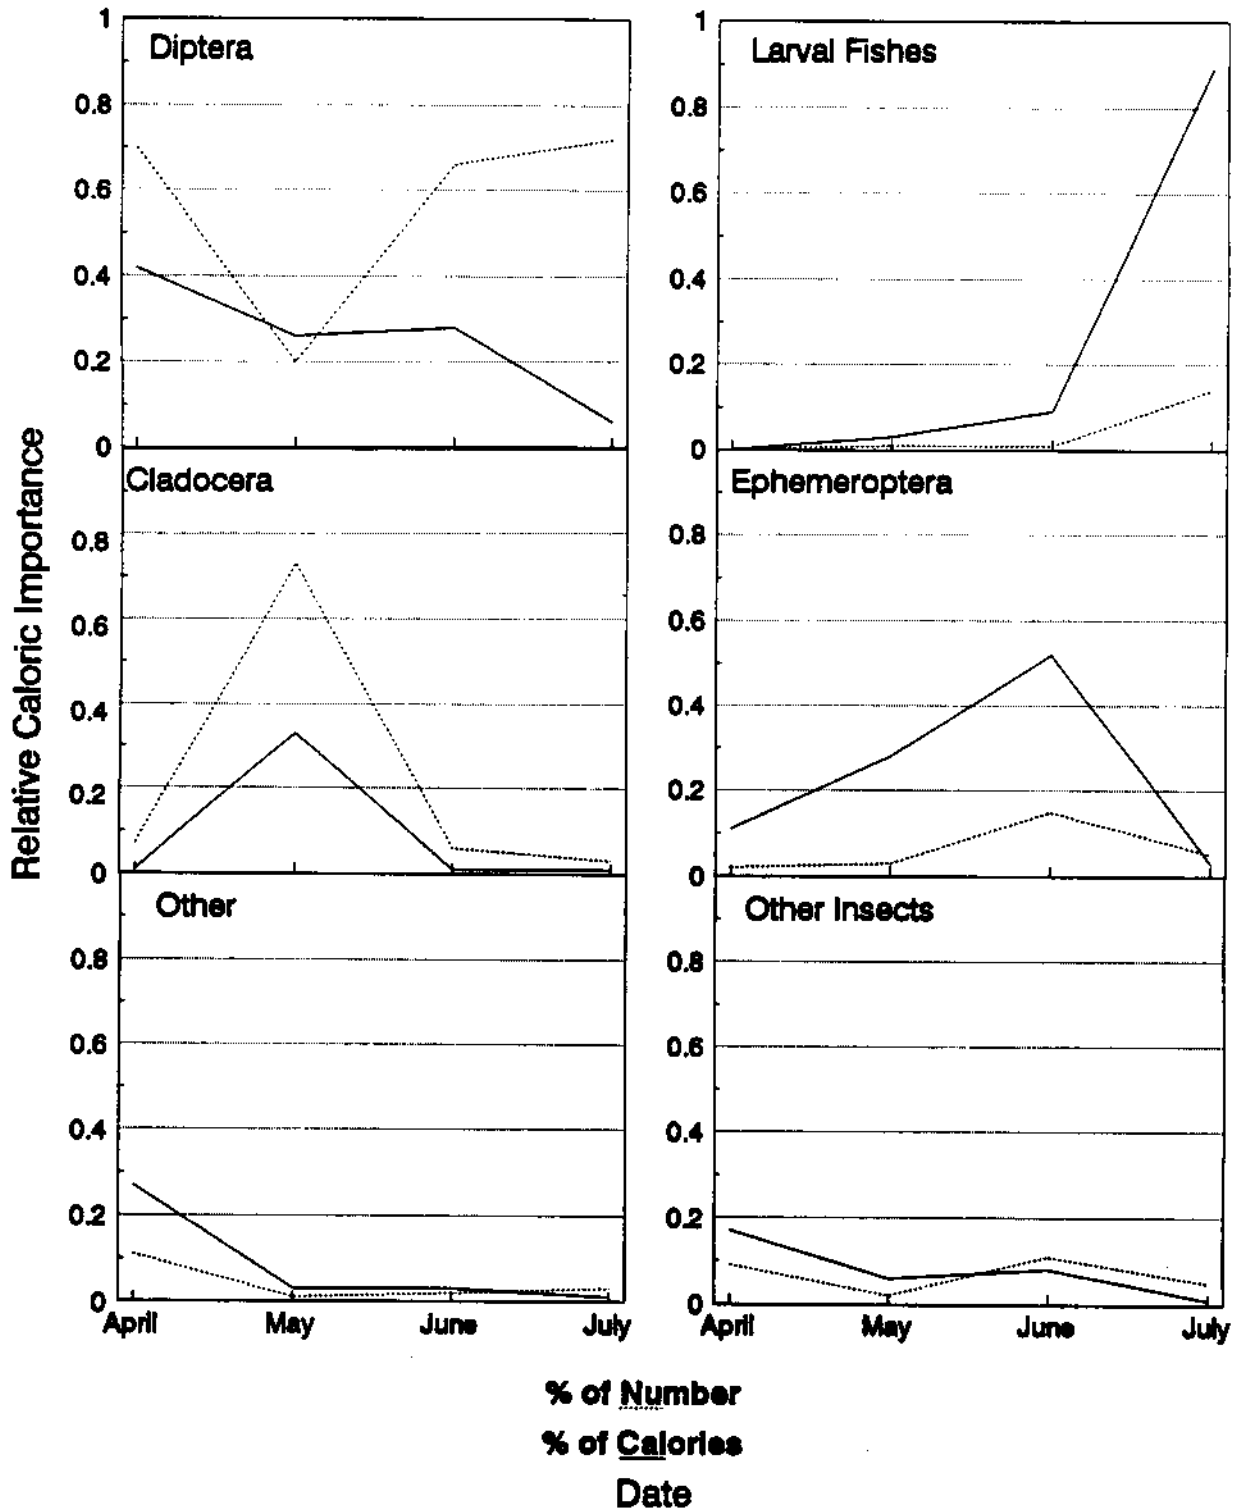 Relative Caloric Importance
Diptera
1
0.8
0.6
0.4
0.2
0
Larval Fishes
1
0.8
0.6
0.4
0.2
0
Cladocera
0.8
0.6
0.4
0.2
0
Ephemeroptera
0.8
0.6
0.4
0.2
0
Other
0.8
0.6
0.4
0.2
0
April May June July
Other Insects
0.8
0.6
0.4
0.2
0
April May June July
% of Number
% of Calories
Date